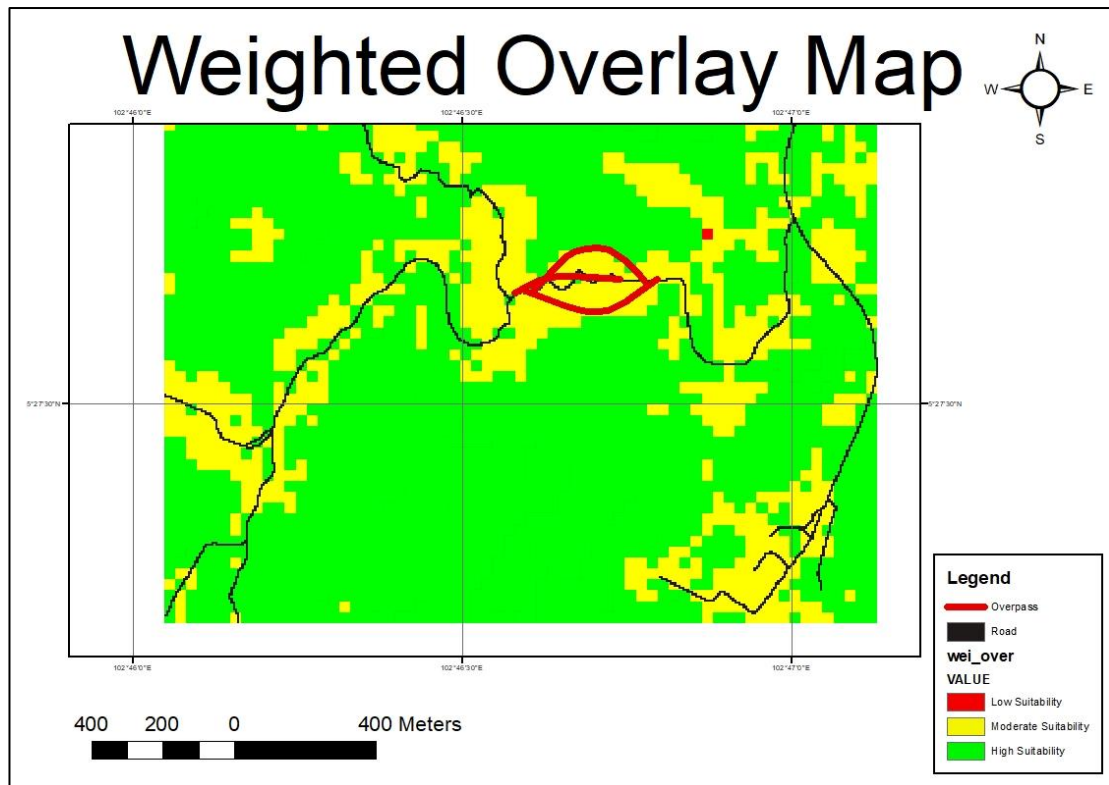 Weighted Overlay Map
N
W
E
S
102°46'0"E
102°46'30"E
102°47'0"E
5°27'30"N
5°27'30"N
102°46'0"E
102°46'30"E
102°47'0"E
400 200 0 400 Meters
Legend
Overpass
Road
wei_over
VALUE
Low Suitability
Moderate Suitability
High Suitability